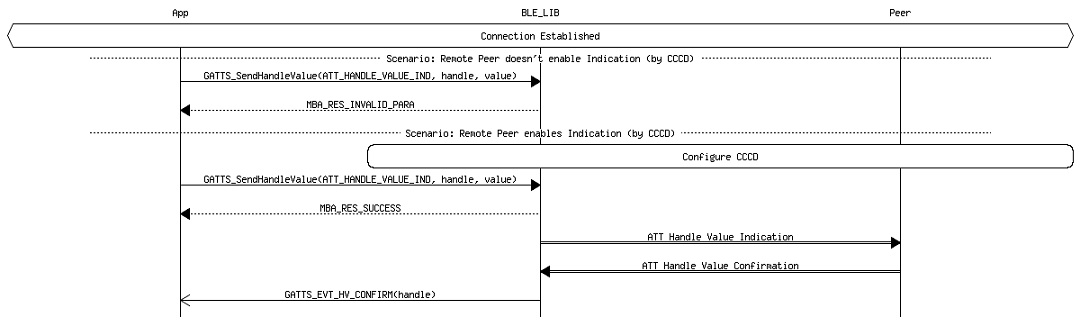 App BLE_LIB Peer
Connection Established
Scenario: Remote Peer doesn't enable Indication (by CCCD)
GATTS_SendHandleValue(ATT_HANDLE_VALUE_IND, handle, value)
MBA_RES_INVALID_PARA
Scenario: Remote Peer enables Indication (by CCCD)
Configure CCCD
GATTS_SendHandleValue(ATT_HANDLE_VALUE_IND, handle, value)
MBA_RES_SUCCESS
ATT Handle Value Indication
ATT Handle Value Confirmation
GATTS_EVT_HV_CONFIRM(handle)